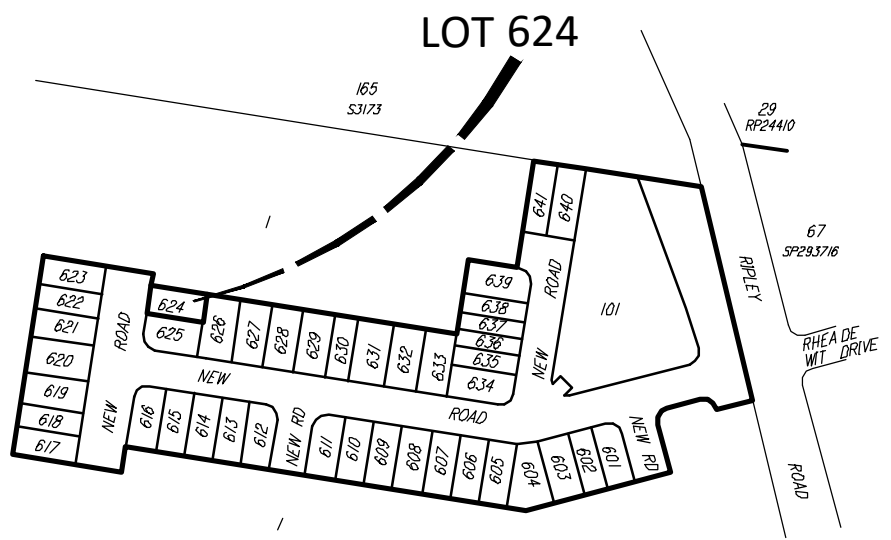 LOT 624
165
S3173
29
RP24410
67
SP293716
1
641
640
ROAD
NEW
101
RIPLEY
ROAD
RHEA DE
WIT DRIVE
623
622
621
620
619
618
617
ROAD
NEW
624
625
626
627
628
629
630
631
632
633
639
638
637
636
635
634
NEW
ROAD
616
615
614
613
612
NEW RD
611
610
609
608
607
606
605
604
603
602
601
NEW RD
1